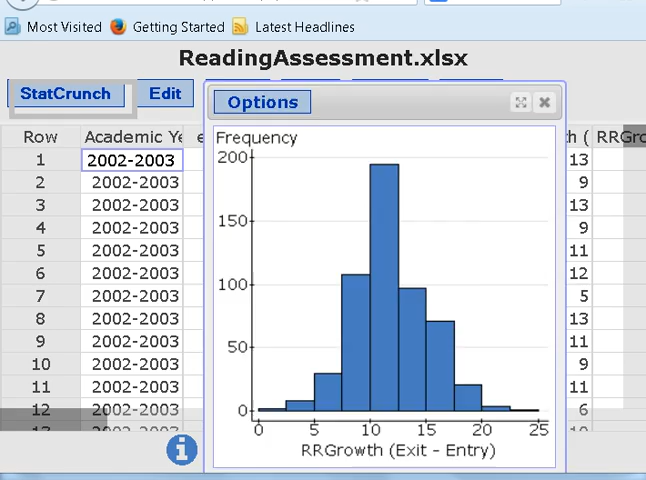 Most Visited Getting Started Latest Headlines
ReadingAssessment.xlsx
StatCrunch Edit
Options
Row Academic Ye e h ( RRGro
1 2002-2003 13
2 2002-2003 9
3 2002-2003 13
4 2002-2003 9
5 2002-2003 11
6 2002-2003 12
7 2002-2003 5
8 2002-2003 13
9 2002-2003 11
10 2002-2003 9
11 2002-2003 11
12 2002-2003 6
Frequency
200
150
100
50
0
0 5 10 15 20 25
RRGrowth (Exit - Entry)